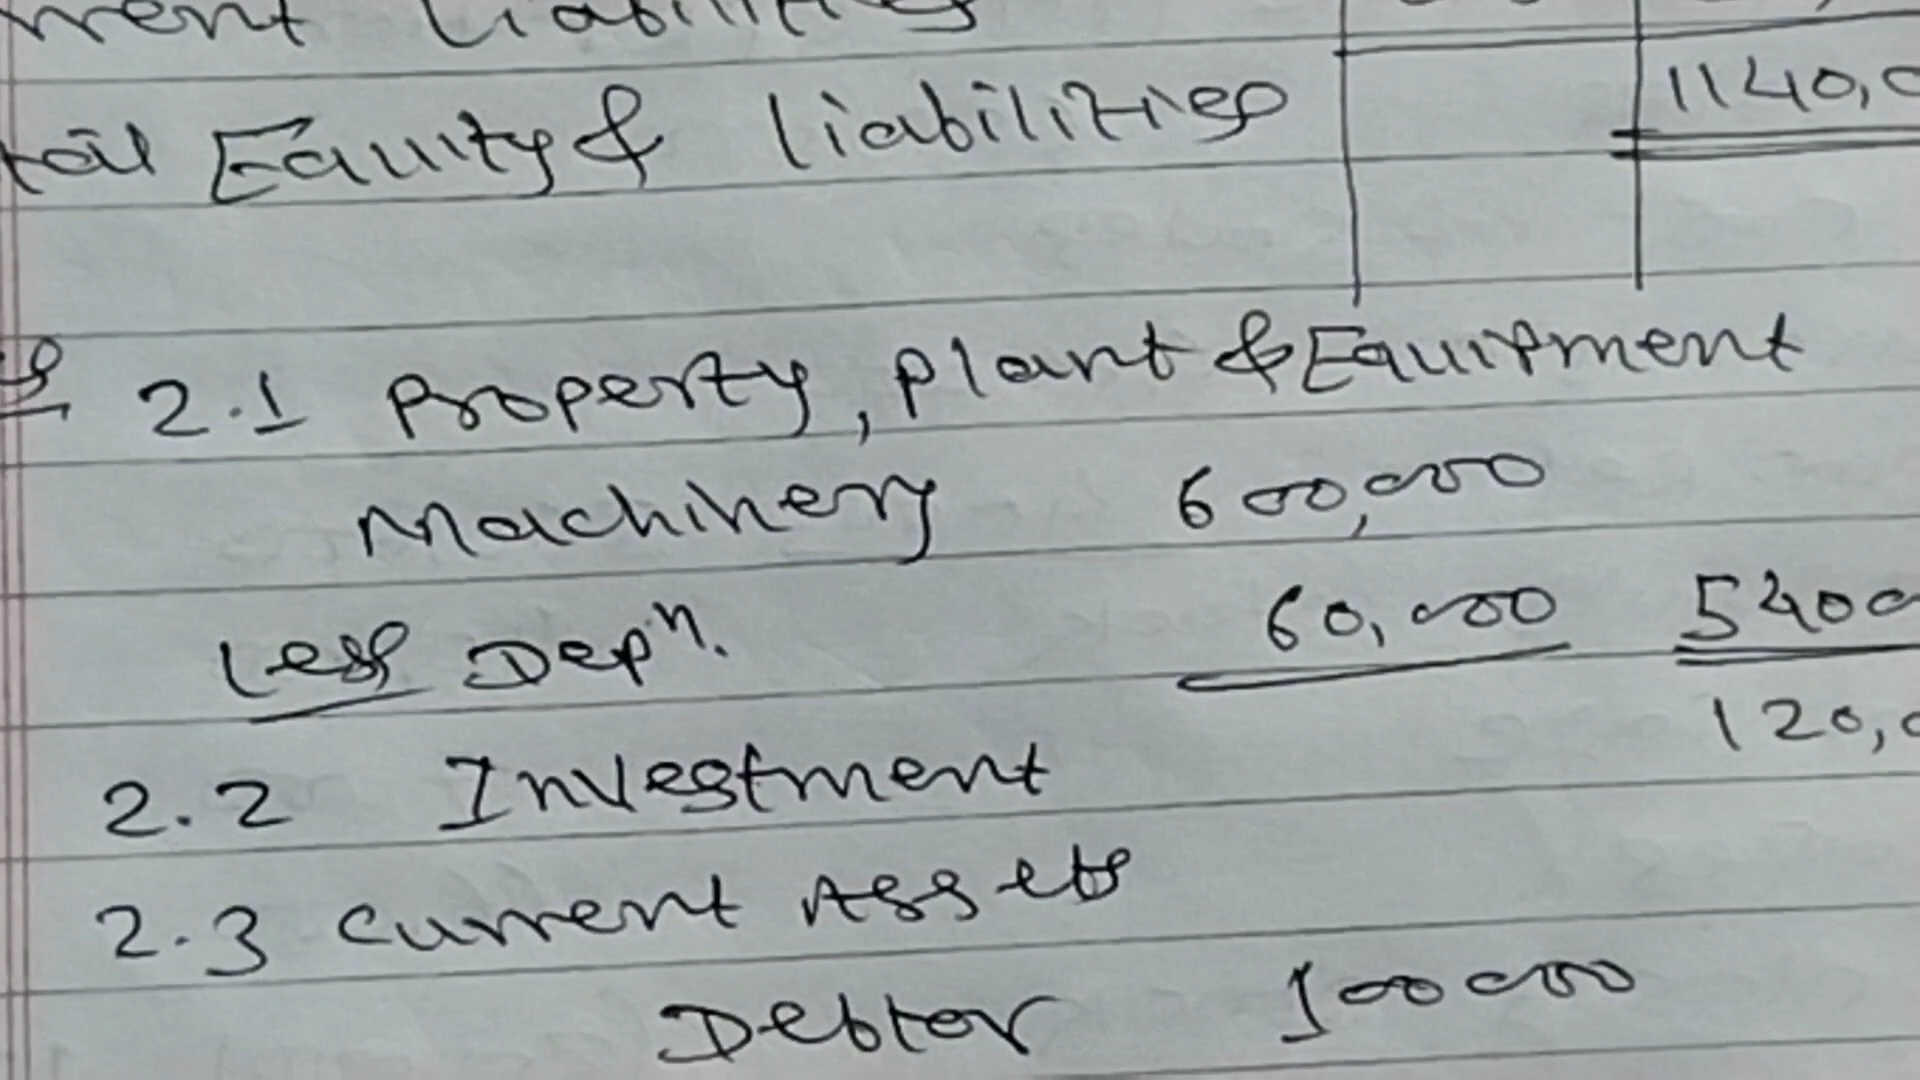 Liabilities
Equity & liabilities 1140,0
2.1 Property, plant & Equipment
Machinery 600,000
Less Depn. 60,000 5400
2.2 Investment 120,0
2.3 Current Assets
Debtor 100000